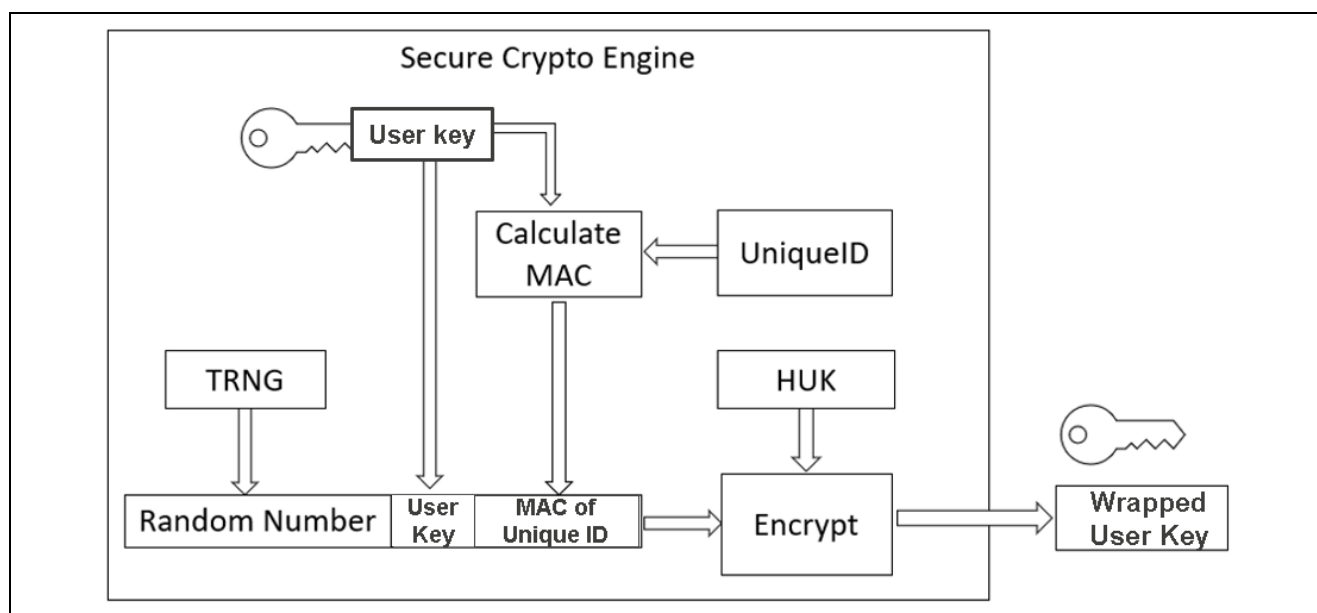 Secure Crypto Engine
User key
Calculate
MAC
UniqueID
TRNG
HUK
Random Number
User
Key
MAC of
Unique ID
Encrypt
Wrapped
User Key